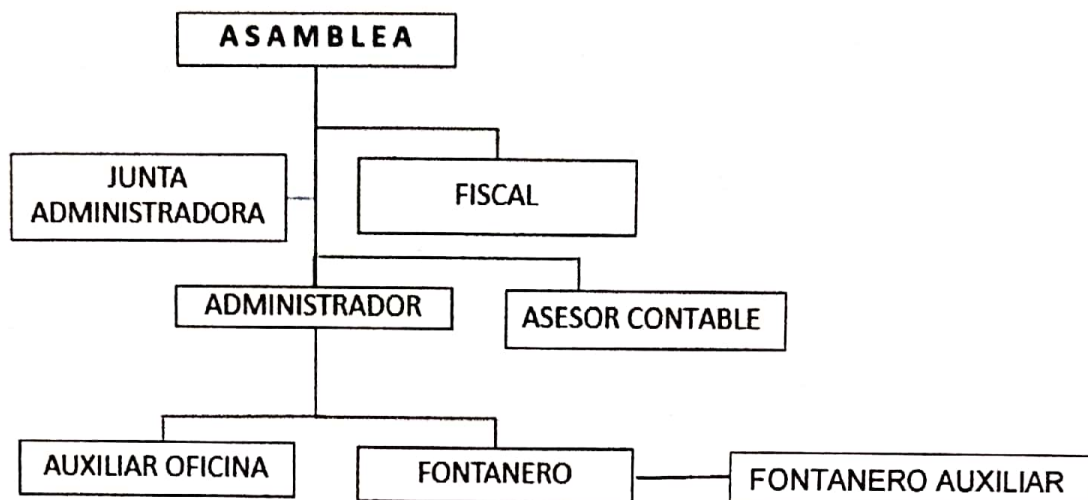 ASAMBLEA
JUNTA
ADMINISTRADORA
FISCAL
ADMINISTRADOR
ASESOR CONTABLE
AUXILIAR OFICINA
FONTANERO
FONTANERO AUXILIAR